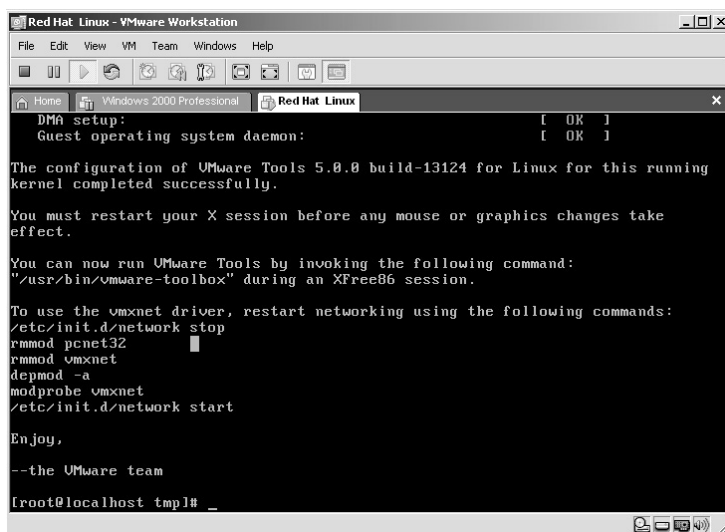 Red Hat Linux - VMware Workstation
File Edit View VM Team Windows Help
Home Windows 2000 Professional Red Hat Linux
DMA setup: [ OK ]
Guest operating system daemon: [ OK ]
The configuration of VMware Tools 5.0.0 build-13124 for Linux for this running
kernel completed successfully.
You must restart your X session before any mouse or graphics changes take
effect.
You can now run VMware Tools by invoking the following command:
"/usr/bin/vmware-toolbox" during an XFree86 session.
To use the vmxnet driver, restart networking using the following commands:
/etc/init.d/network stop
rmmod pcnet32
rmmod vmxnet
depmod -a
modprobe vmxnet
/etc/init.d/network start
Enjoy,
--the VMware team
[root@localhost tmp]# _